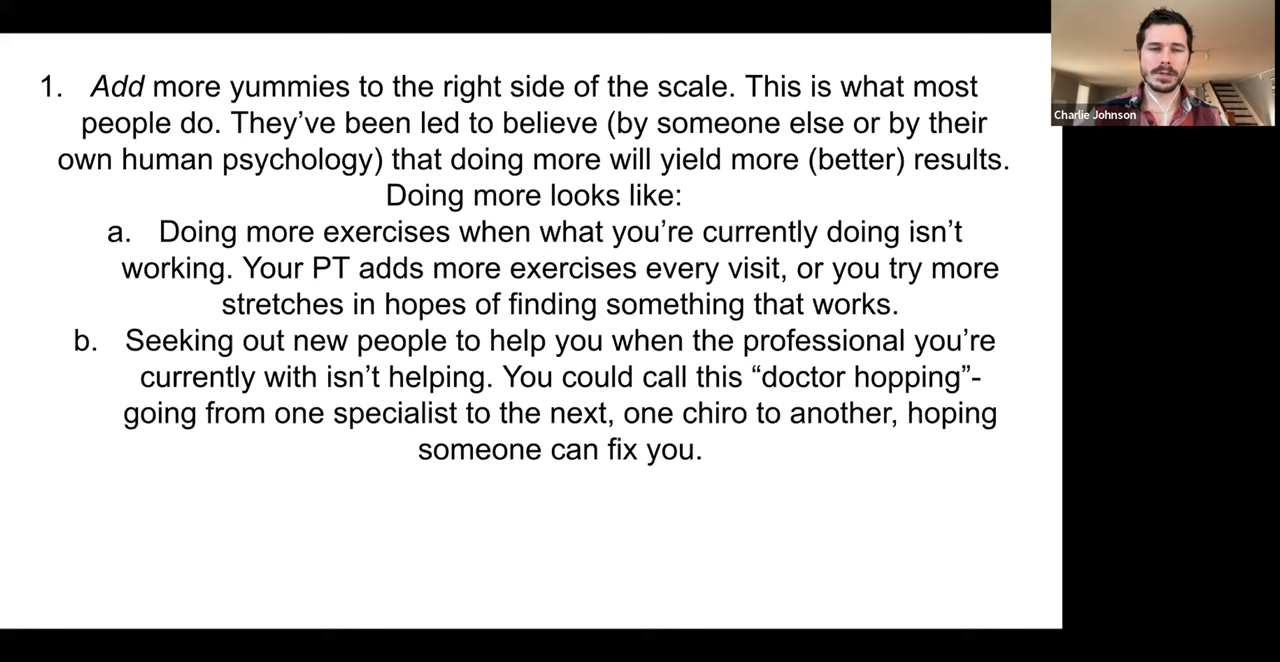 1. Add more yummies to the right side of the scale. This is what most
people do. They’ve been led to believe (by someone else or by their
own human psychology) that doing more will yield more (better) results.
Doing more looks like:
a. Doing more exercises when what you’re currently doing isn’t
working. Your PT adds more exercises every visit, or you try more
stretches in hopes of finding something that works.
b. Seeking out new people to help you when the professional you’re
currently with isn’t helping. You could call this “doctor hopping”-
going from one specialist to the next, one chiro to another, hoping
someone can fix you.
Charlie Johnson